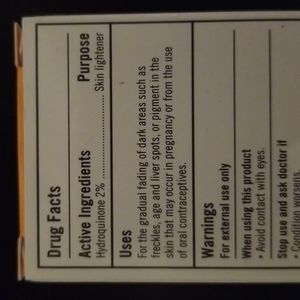 Drug Facts
Active Ingredients Purpose
Hydroquinone 2% ........................ Skin lightener
Uses
For the gradual fading of dark areas such as
freckles, age and liver spots, or pigment in the
skin that may occur in pregnancy or from the use
of oral contraceptives.
Warnings
For external use only
When using this product
• Avoid contact with eyes.
Stop use and ask doctor if
• Condition worsens.